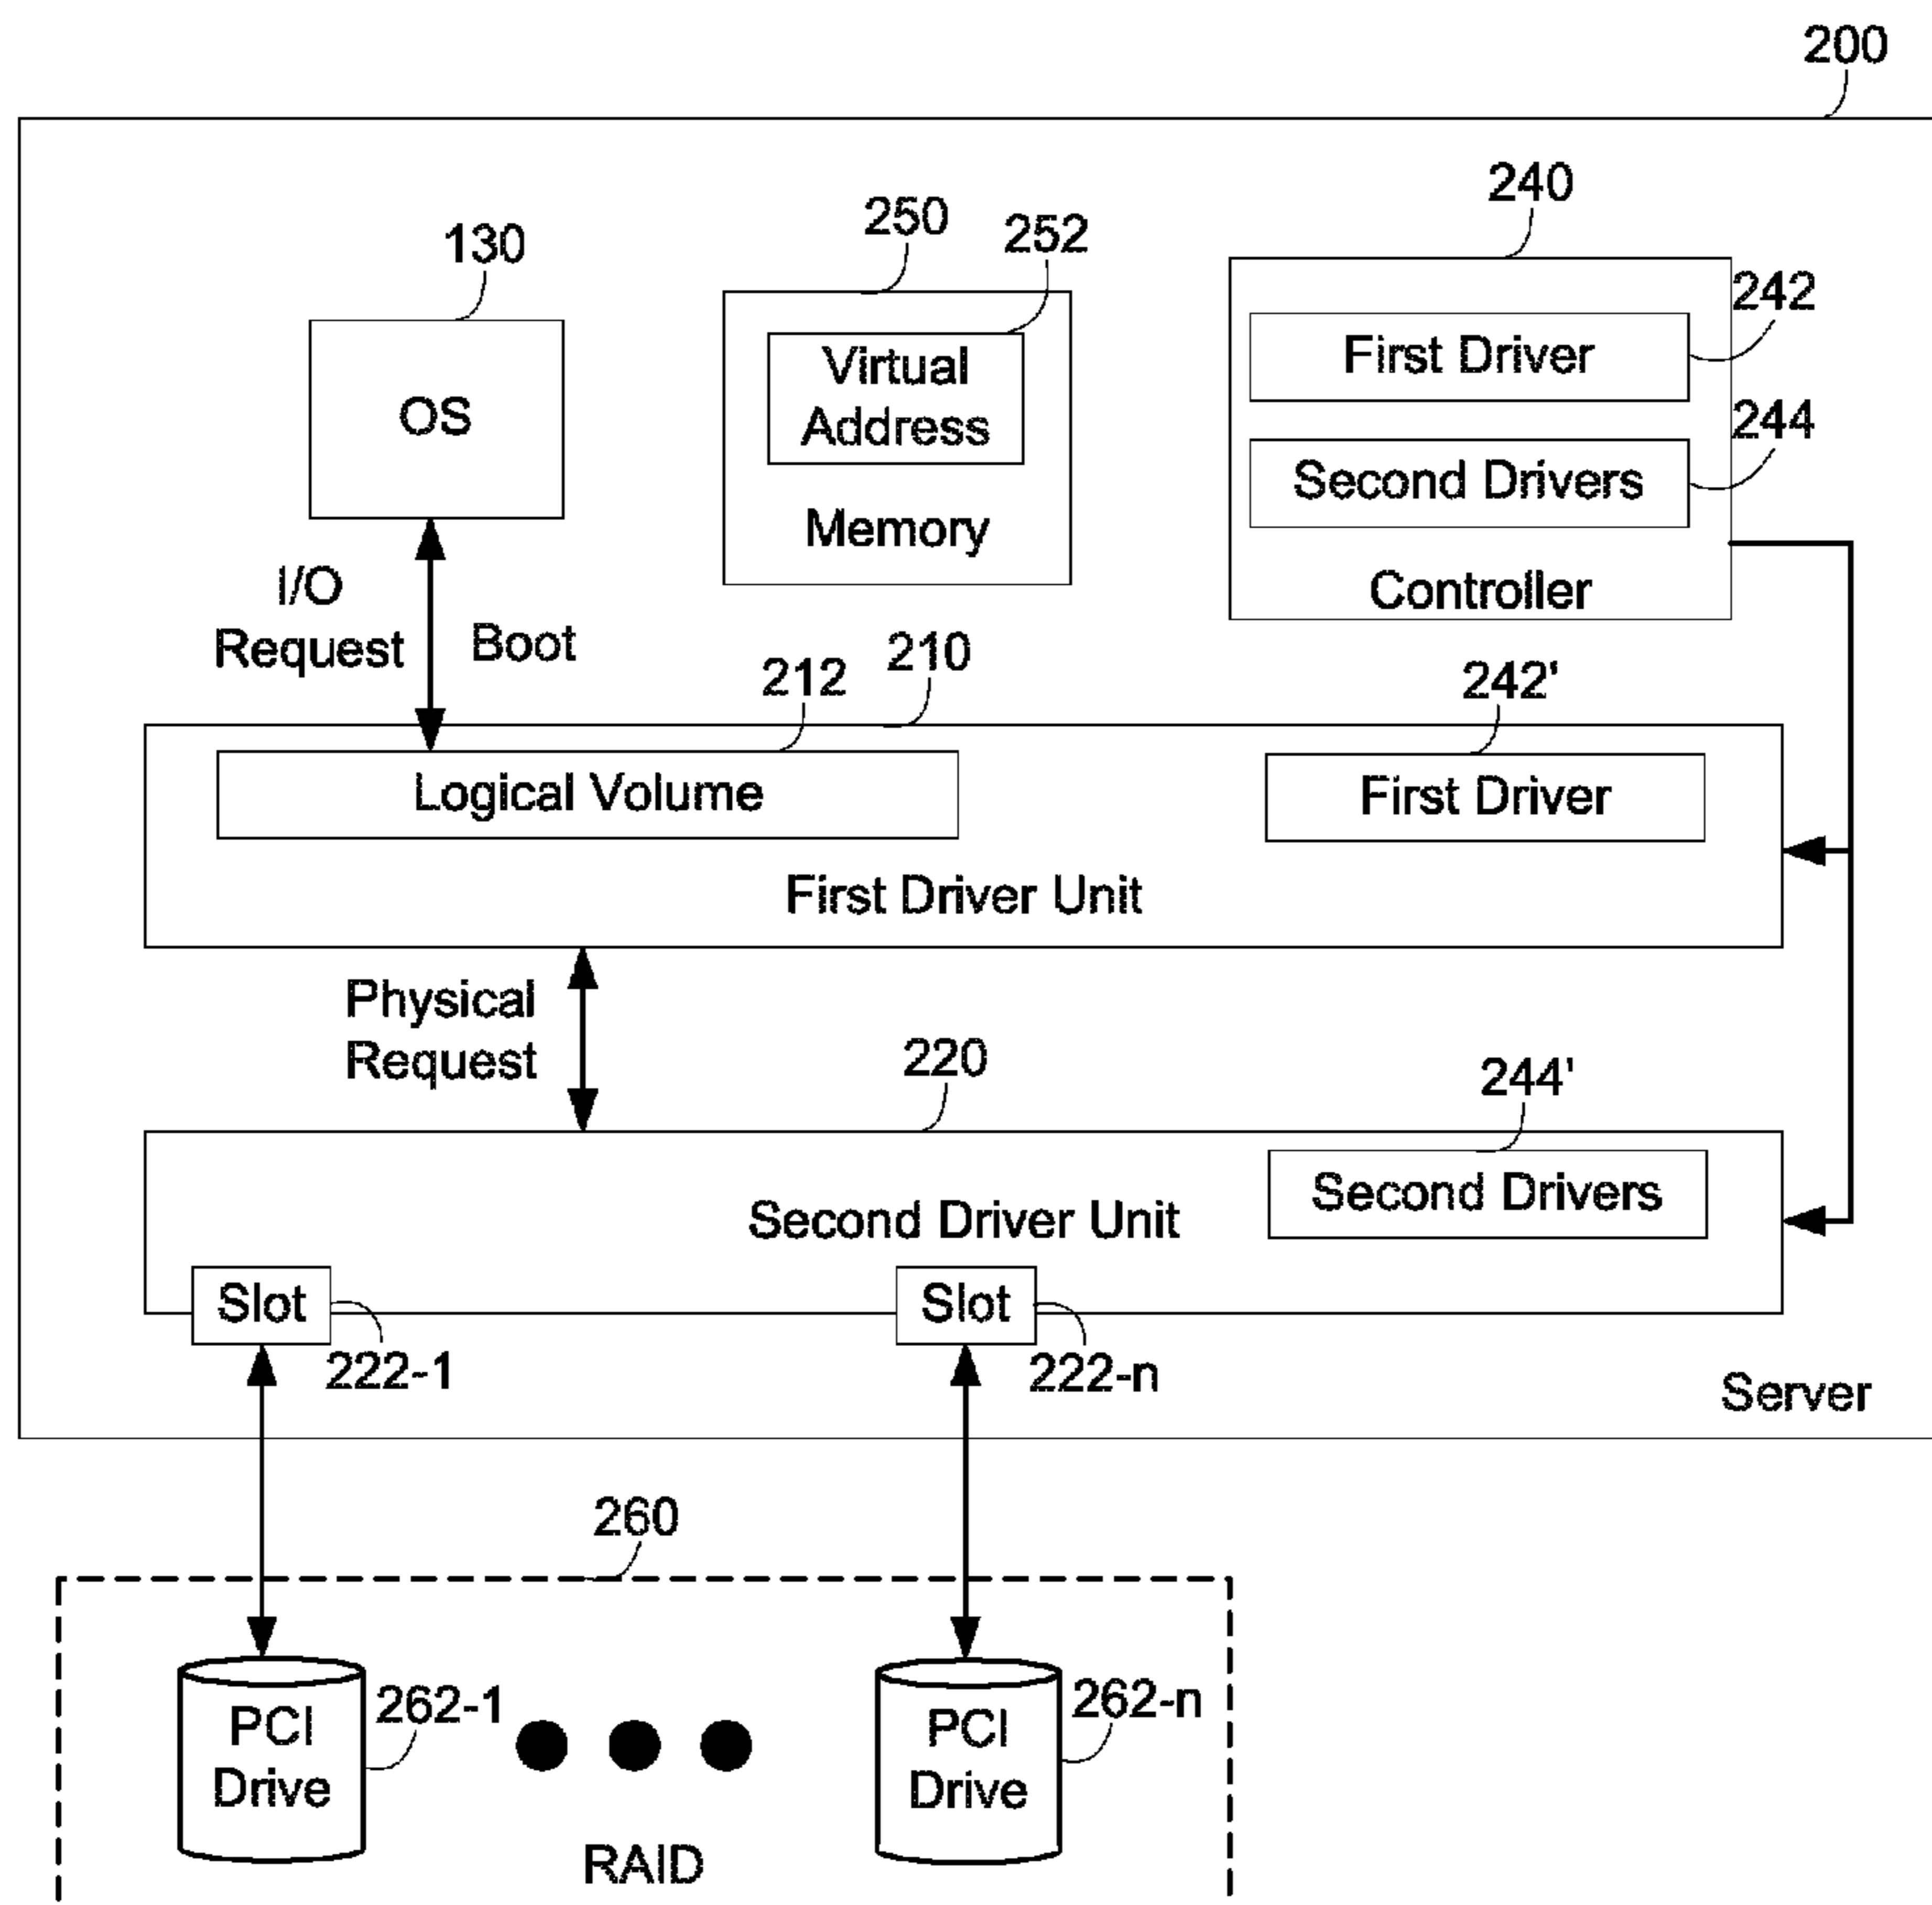 200
240
250
252
130
242
First Driver
Virtual
Address
OS
244
Second Drivers
Memory
I/O
Request
Boot
Controller
212
210
242'
Logical Volume
First Driver
First Driver Unit
Physical
Request
220
244'
Second Drivers
Second Driver Unit
Slot
Slot
222-1
222-n
Server
260
262-1
262-n
PCI
Drive
PCI
Drive
RAID